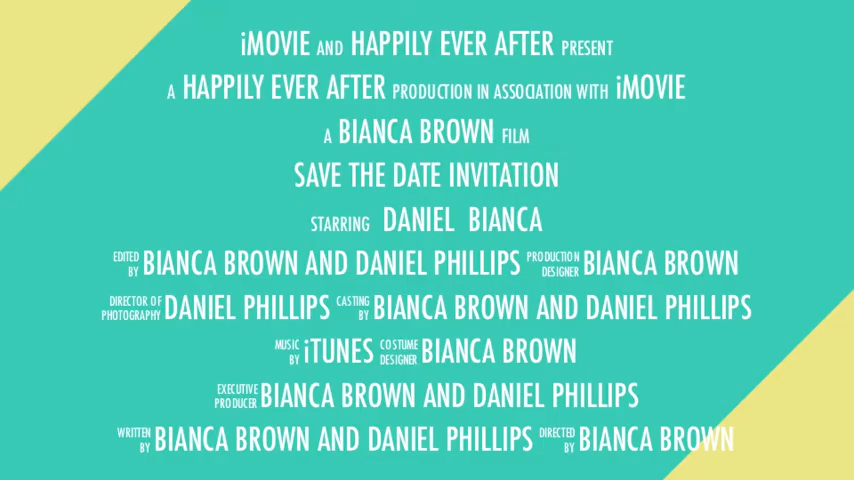 iMOVIE AND HAPPILY EVER AFTER PRESENT
A HAPPILY EVER AFTER PRODUCTION IN ASSOCIATION WITH iMOVIE
A BIANCA BROWN FILM
SAVE THE DATE INVITATION
STARRING DANIEL BIANCA
EDITED BY BIANCA BROWN AND DANIEL PHILLIPS PRODUCTION DESIGNER BIANCA BROWN
DIRECTOR OF PHOTOGRAPHY DANIEL PHILLIPS CASTING BY BIANCA BROWN AND DANIEL PHILLIPS
MUSIC BY iTUNES COSTUME DESIGNER BIANCA BROWN
EXECUTIVE PRODUCER BIANCA BROWN AND DANIEL PHILLIPS
WRITTEN BY BIANCA BROWN AND DANIEL PHILLIPS DIRECTED BY BIANCA BROWN